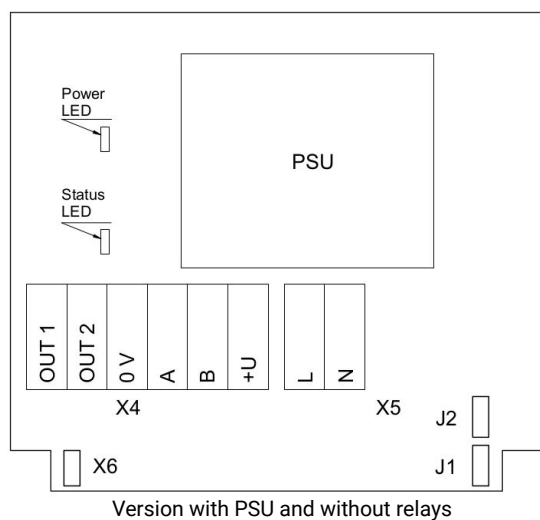 Power
LED
PSU
Status
LED
OUT 1
OUT 2
0 V
A
B
+U
L
N
X4
X5
J2
X6
J1
Version with PSU and without relays